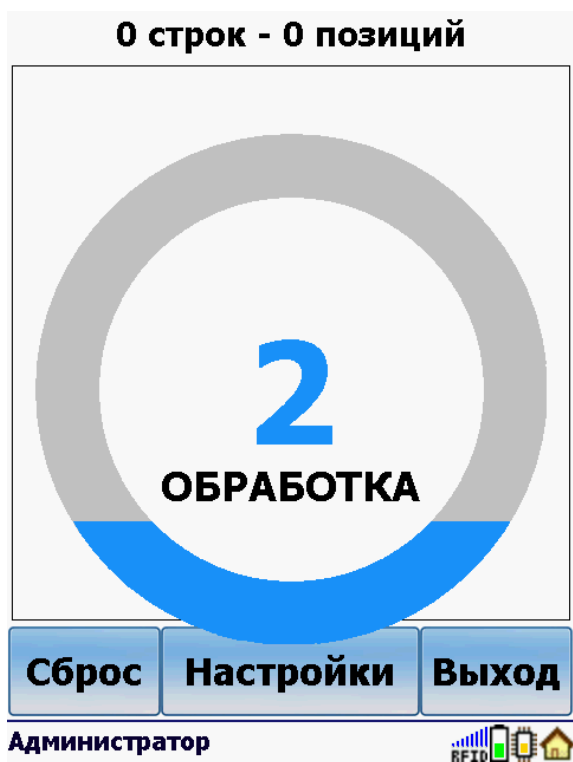 0 строк - 0 позиций
2
ОБРАБОТКА
Сброс Настройки Выход
Администратор RFID